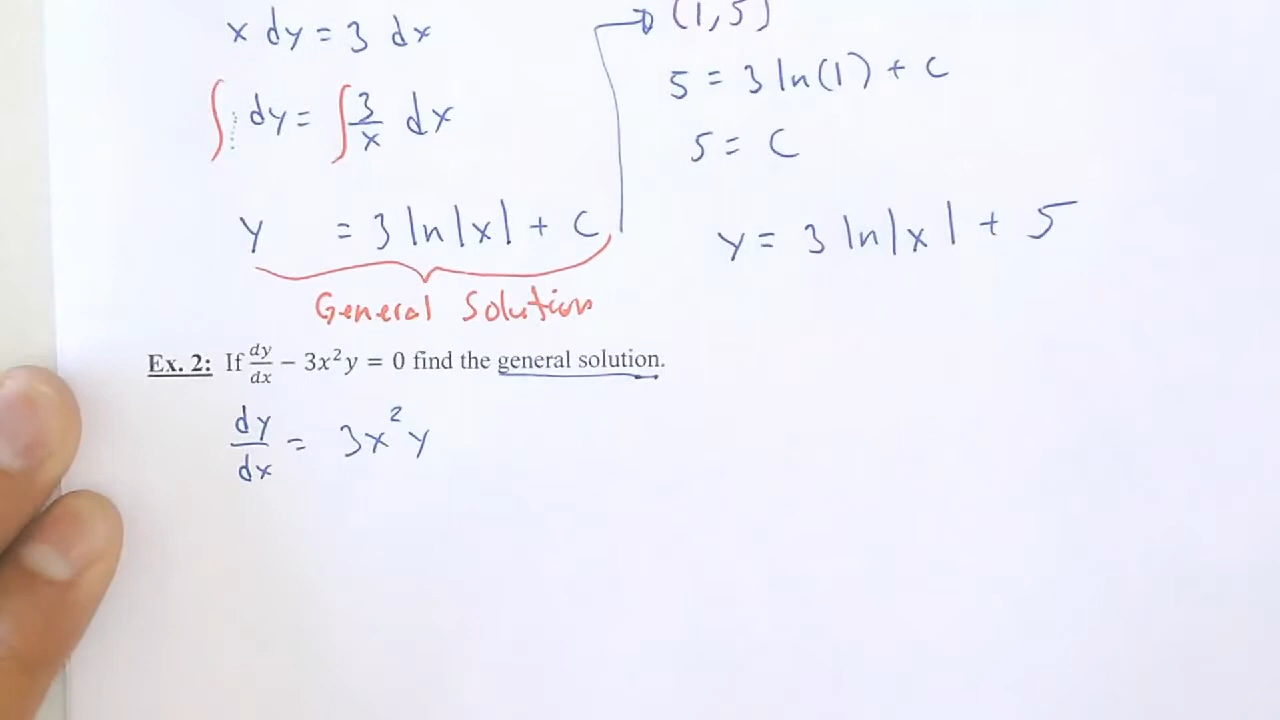 x dy = 3 dx
∫ dy = ∫ 3/x dx
y = 3 ln|x| + C
General Solution
(1,5)
5 = 3 ln(1) + C
5 = C
y = 3 ln|x| + 5
Ex. 2: If dy/dx − 3x²y = 0 find the general solution.
dy/dx = 3x²y